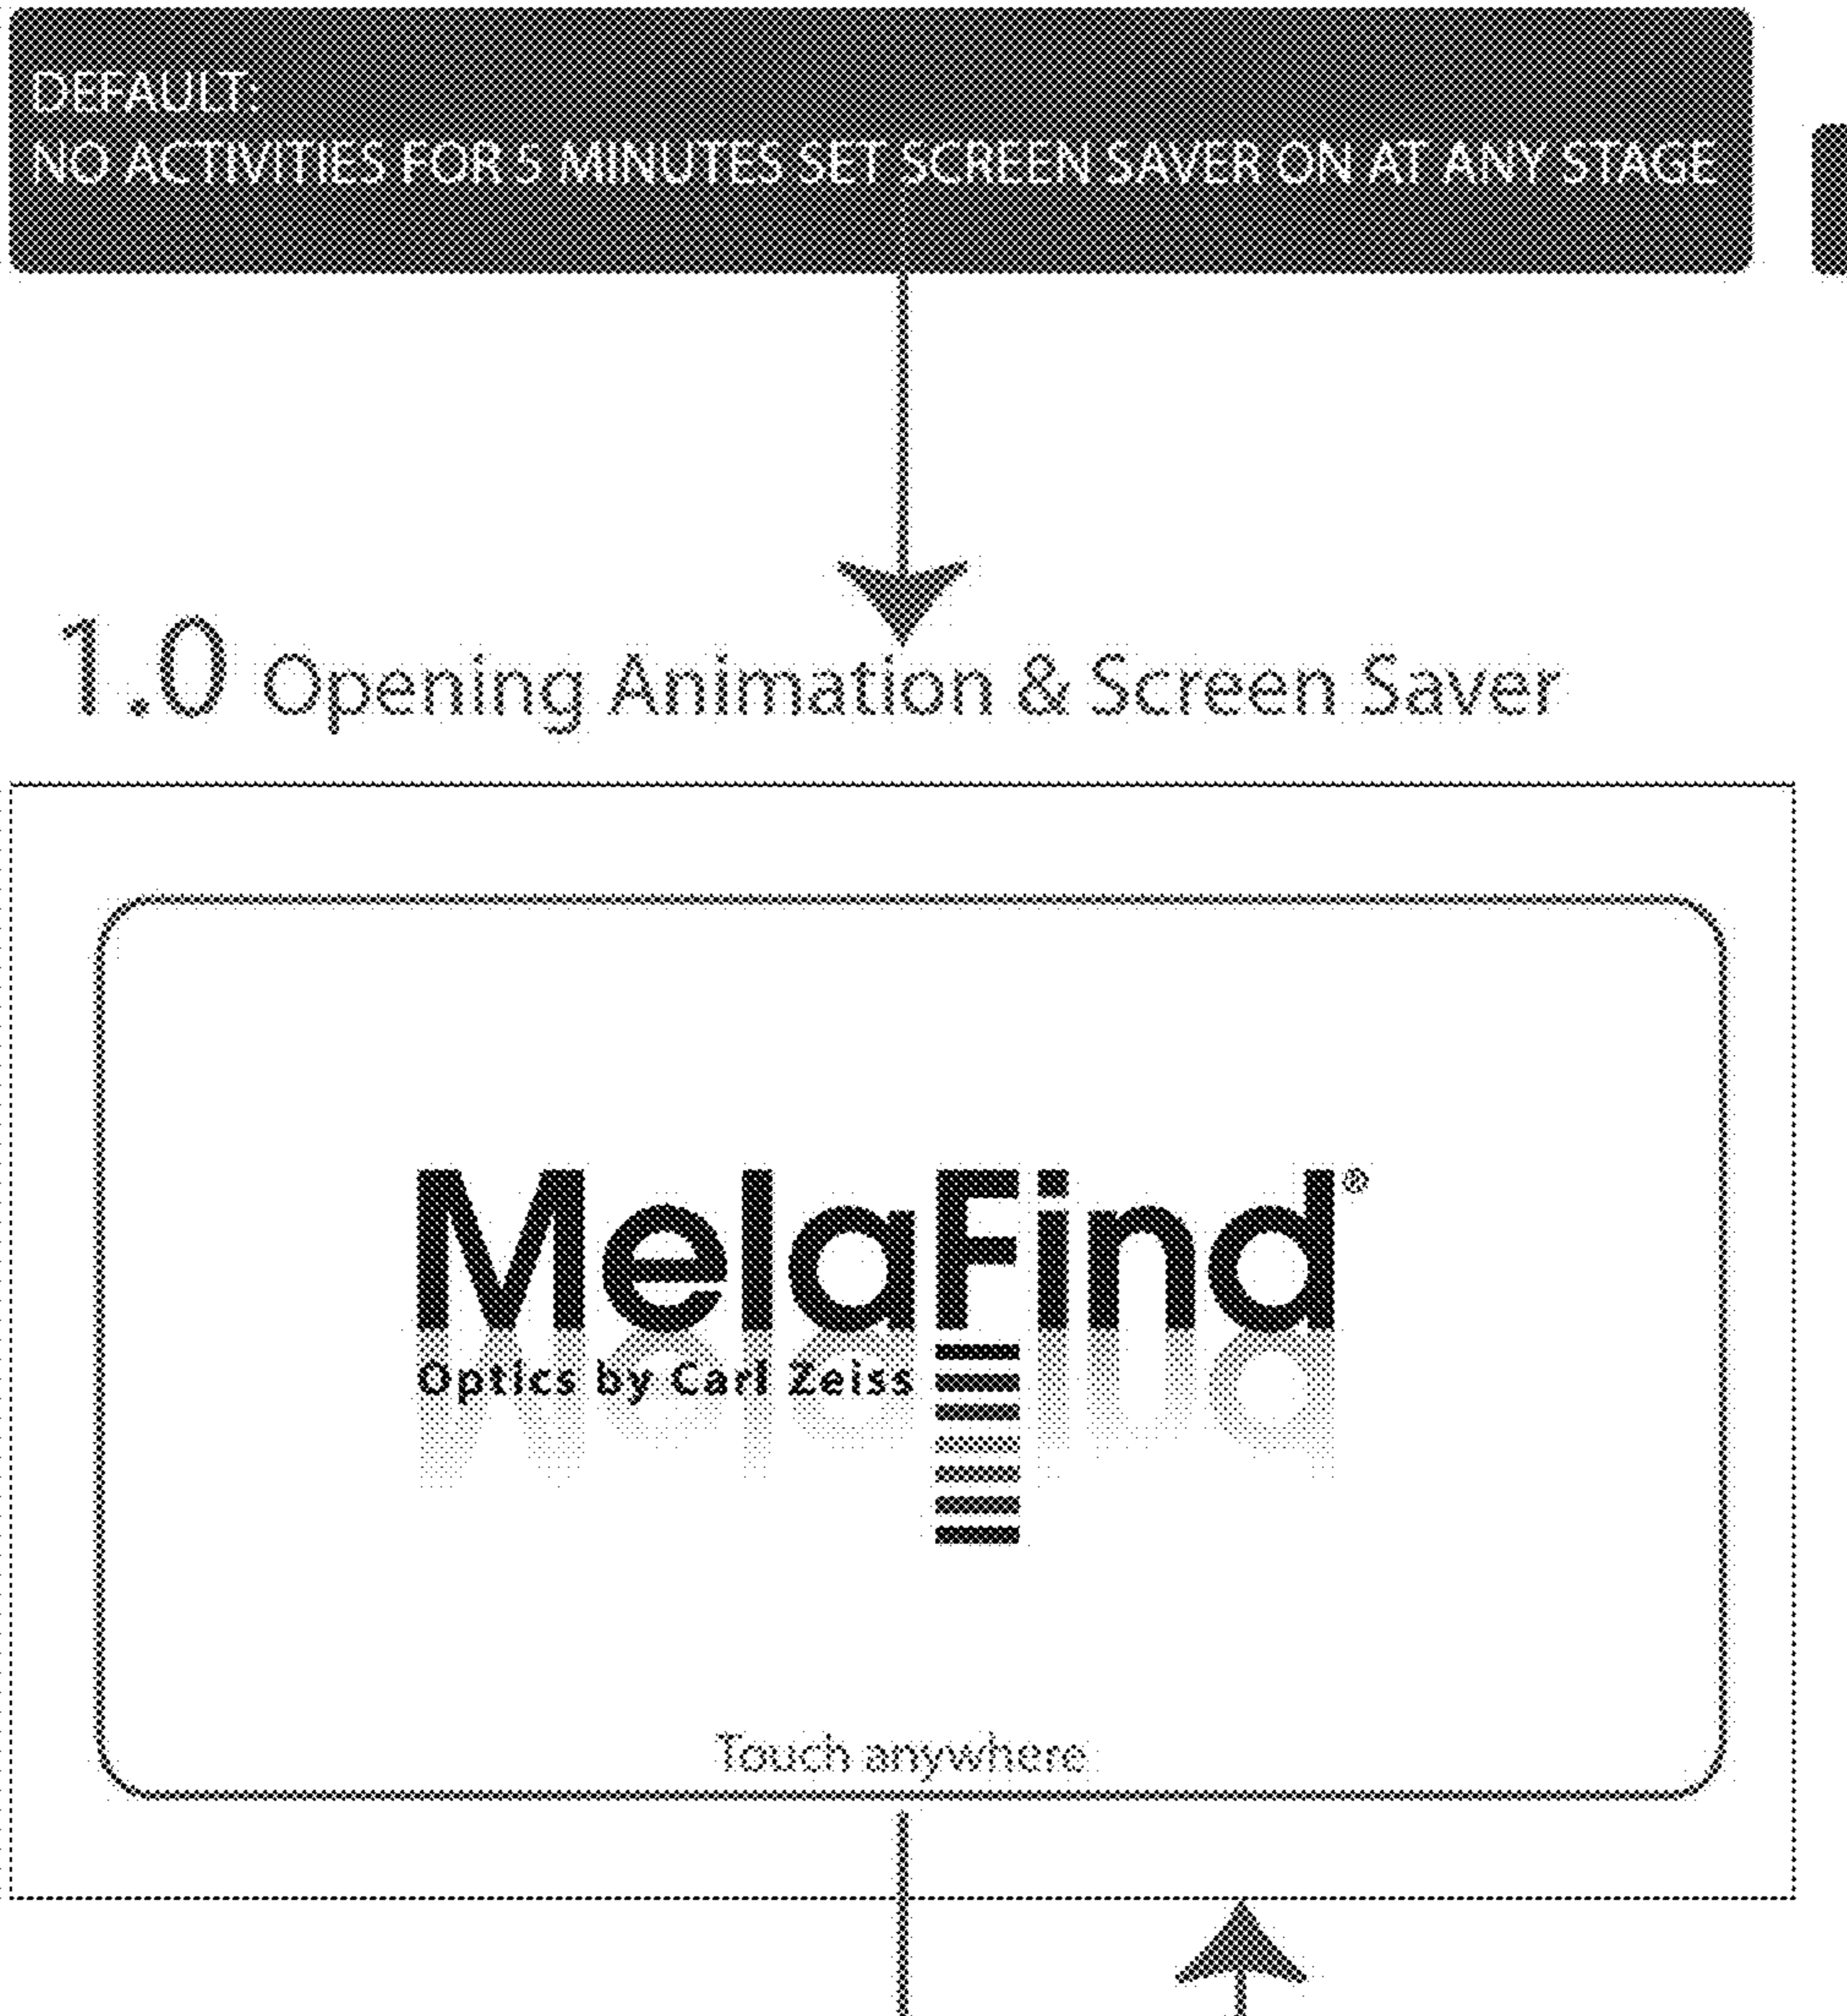 DEFAULT:
NO ACTIVITIES FOR 5 MINUTES SET SCREEN SAVER ON AT ANY STAGE
1.0 Opening Animation & Screen Saver
MelaFind®
Optics by Carl Zeiss
Touch anywhere